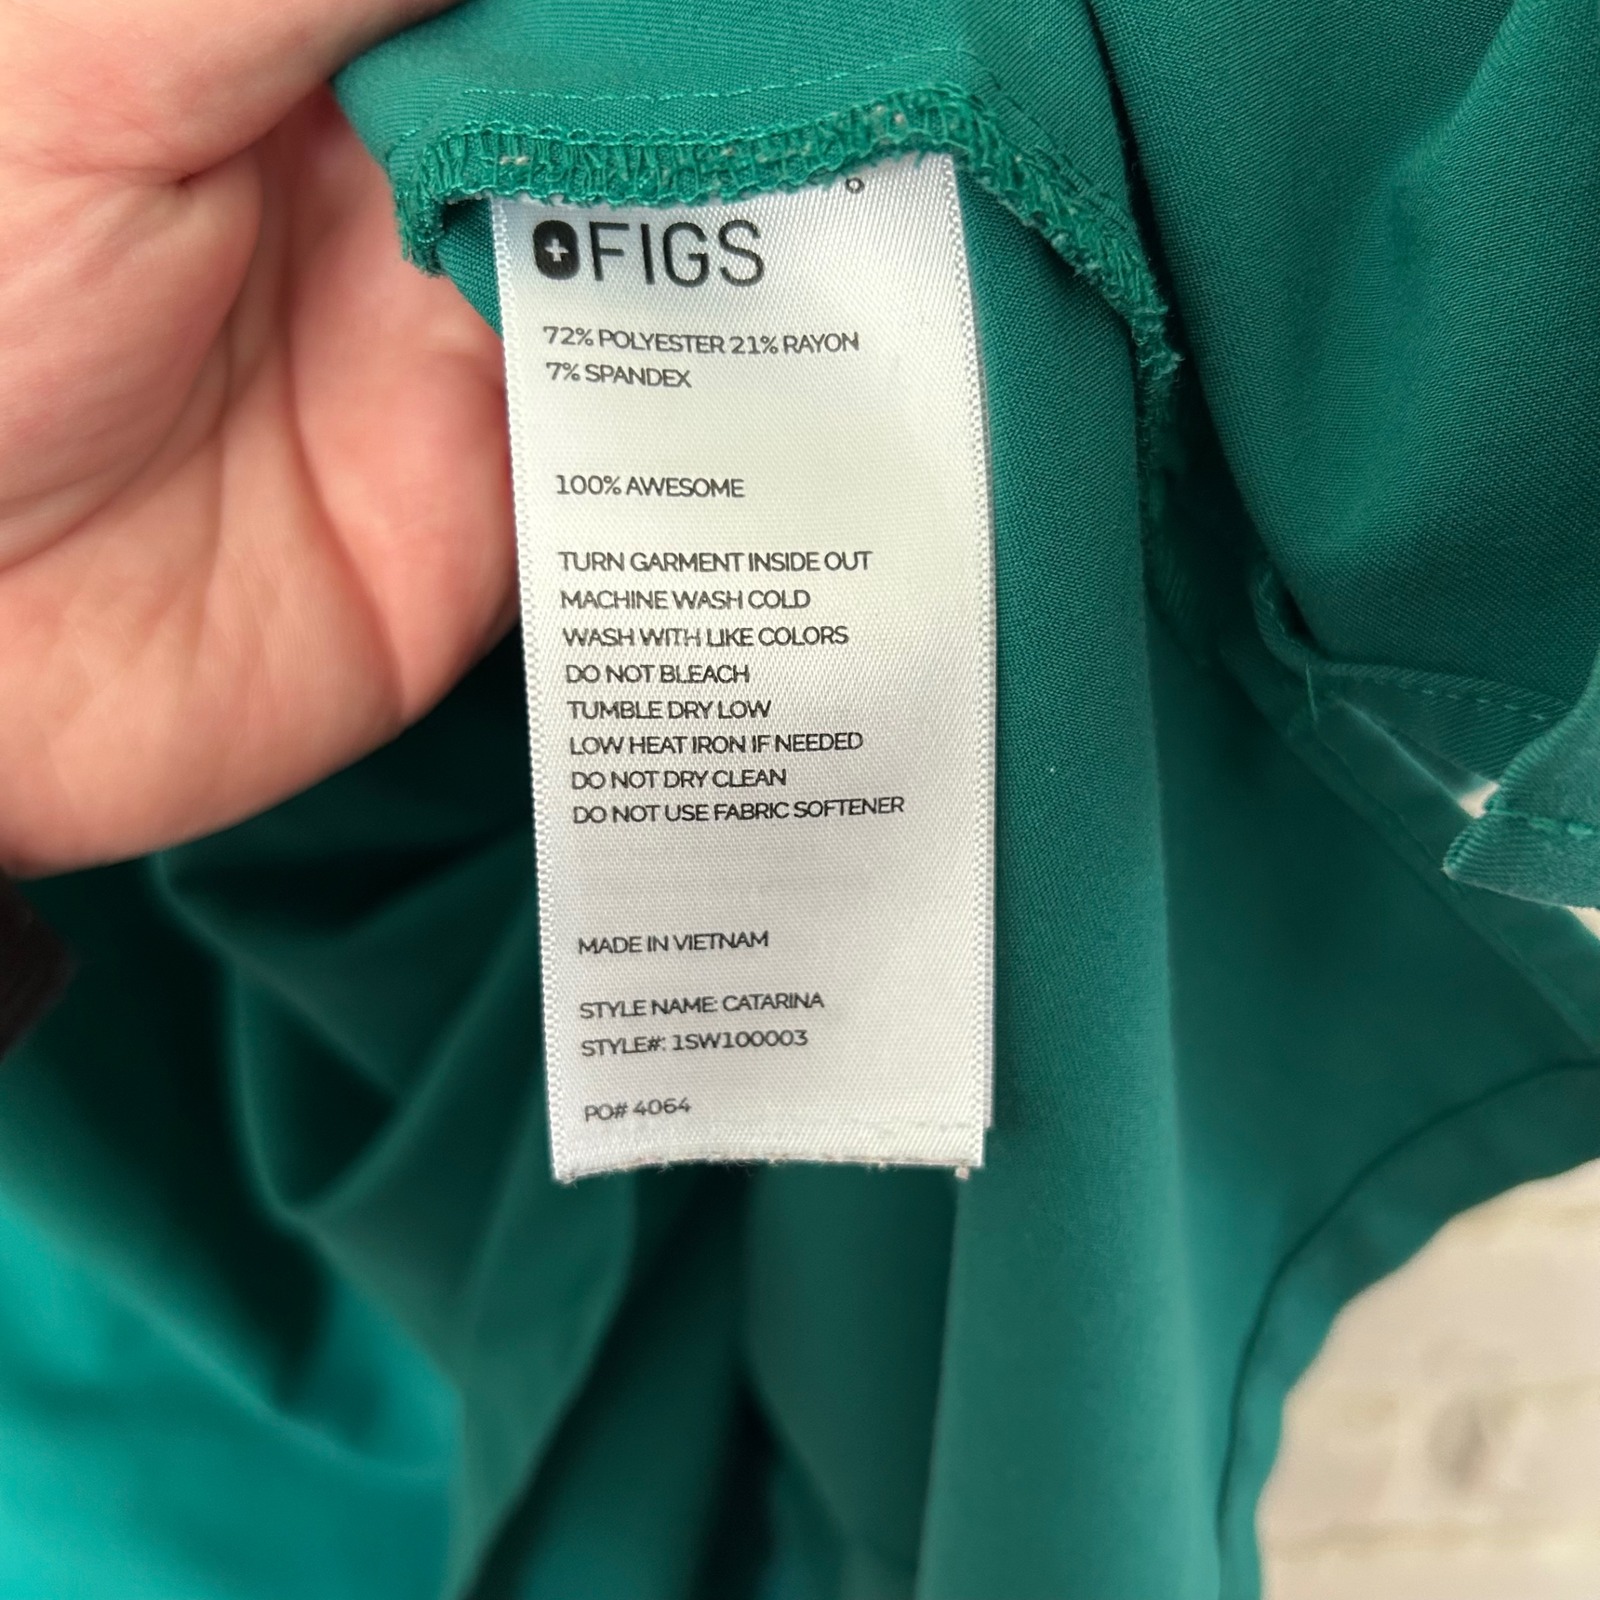 FIGS
72% POLYESTER 21% RAYON
7% SPANDEX
100% AWESOME
TURN GARMENT INSIDE OUT
MACHINE WASH COLD
WASH WITH LIKE COLORS
DO NOT BLEACH
TUMBLE DRY LOW
LOW HEAT IRON IF NEEDED
DO NOT DRY CLEAN
DO NOT USE FABRIC SOFTENER
MADE IN VIETNAM
STYLE NAME: CATARINA
STYLE#: 1SW100003
PO# 4064